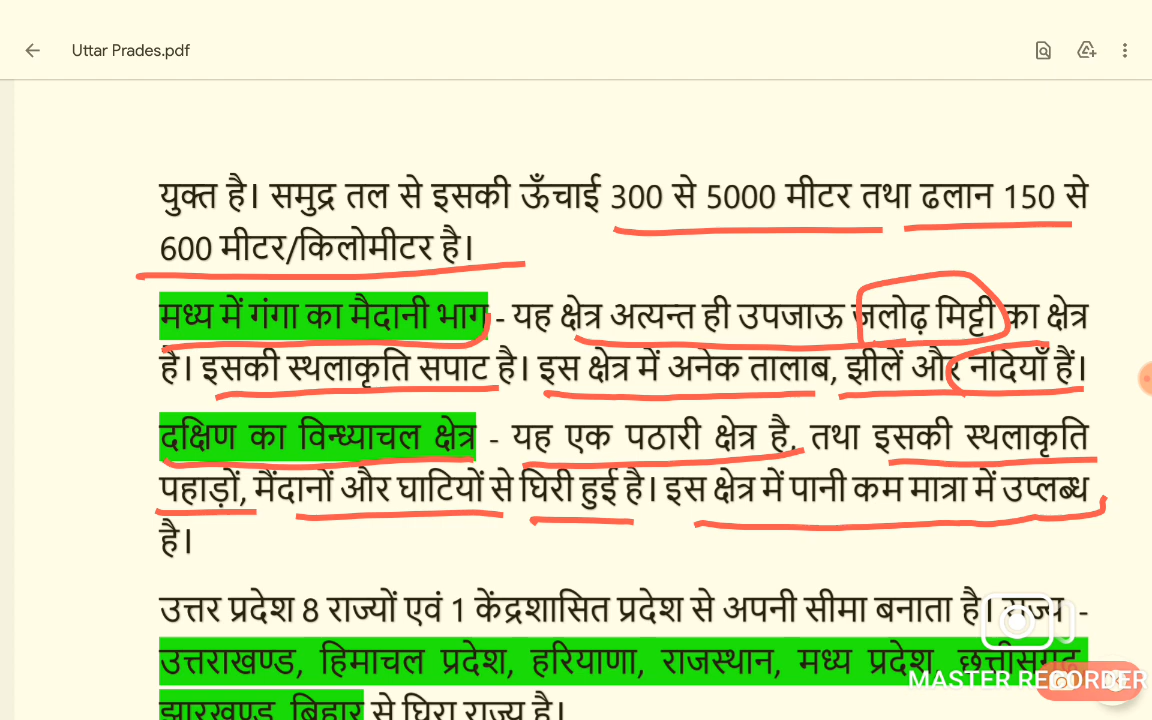 Uttar Prades.pdf
युक्त है। समुद्र तल से इसकी ऊँचाई 300 से 5000 मीटर तथा ढलान 150 से
600 मीटर/किलोमीटर है।
मध्य में गंगा का मैदानी भाग - यह क्षेत्र अत्यन्त ही उपजाऊ जलोढ़ मिट्टी का क्षेत्र
है। इसकी स्थलाकृति सपाट है। इस क्षेत्र में अनेक तालाब, झीलें और नदियाँ हैं।
दक्षिण का विन्ध्याचल क्षेत्र - यह एक पठारी क्षेत्र है, तथा इसकी स्थलाकृति
पहाड़ों, मैंदानों और घाटियों से घिरी हुई है। इस क्षेत्र में पानी कम मात्रा में उप्लब्ध
है।
उत्तर प्रदेश 8 राज्यों एवं 1 केंद्रशासित प्रदेश से अपनी सीमा बनाता है। राज्य -
उत्तराखण्ड, हिमाचल प्रदेश, हरियाणा, राजस्थान, मध्य प्रदेश, छत्तीसगढ़,
झारखण्ड, बिहार से घिरा राज्य है।
MASTER RECORDER